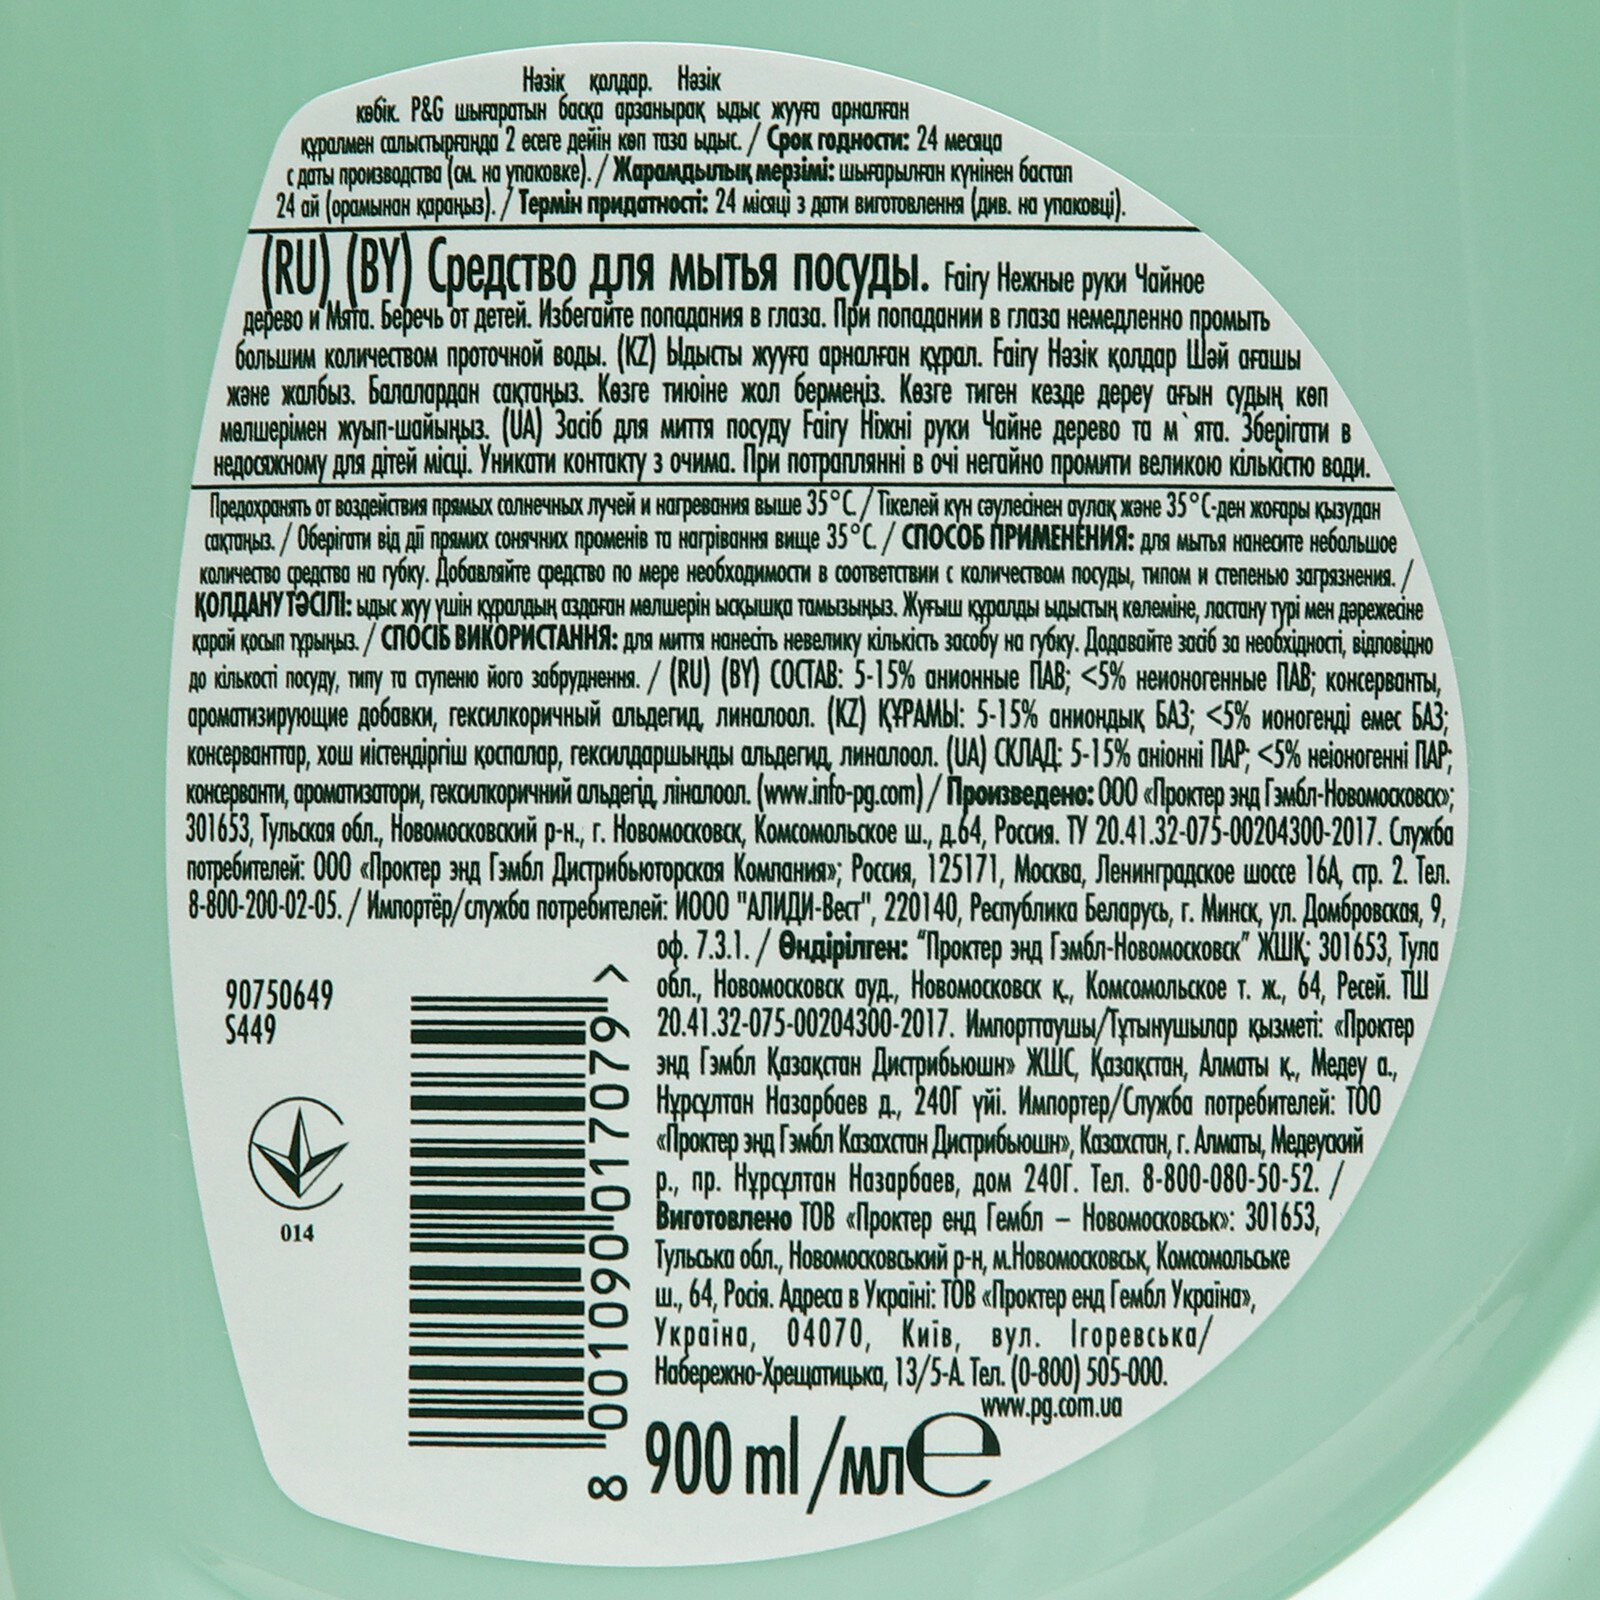 Нәзік қолдар. Нәзік
көбік. P&G шығаратын басқа арзанырақ ыдыс жууға арналған
құралмен салыстырғанда 2 есеге дейін көп таза ыдыс. / Срок годности: 24 месяца
с даты производства (см. на упаковке). / Жарамдылық мерзімі: шығарылған күнінен бастап
24 ай (орамынан қараңыз). / Термін придатності: 24 місяці з дати виготовлення (див. на упаковці).
(RU) (BY) Средство для мытья посуды. Fairy Нежные руки Чайное
дерево и Мята. Беречь от детей. Избегайте попадания в глаза. При попадании в глаза немедленно промыть
большим количеством проточной воды. (KZ) Ыдысты жууға арналған құрал. Fairy Нәзік қолдар Шәй ағашы
және жалбыз. Балалардан сақтаңыз. Көзге тиюіне жол бермеңіз. Көзге тиген кезде дереу ағын судың көп
мөлшерімен жуып-шайыңыз. (UA) Засіб для миття посуду Fairy Ніжні руки Чайне дерево та м`ята. Зберігати в
недосяжному для дітей місці. Уникати контакту з очима. При потраплянні в очі негайно промити великою кількістю води.
Предохранять от воздействия прямых солнечных лучей и нагревания выше 35°C. / Тікелей күн сәулесінен аулақ және 35°C-ден жоғары қызудан
сақтаңыз. / Оберігати від дії прямих сонячних променів та нагрівання вище 35°C. / СПОСОБ ПРИМЕНЕНИЯ: для мытья нанесите небольшое
количество средства на губку. Добавляйте средство по мере необходимости в соответствии с количеством посуды, типом и степенью загрязнения. /
ҚОЛДАНУ ТӘСІЛІ: ыдыс жуу үшін құралдың аздаған мөлшерін ысқышқа тамызыңыз. Жуғыш құралды ыдыстың көлеміне, ластану түрі мен дәрежесіне
қарай қосып тұрыңыз. / СПОСІБ ВИКОРИСТАННЯ: для миття нанесіть невелику кількість засобу на губку. Додавайте засіб за необхідності, відповідно
до кількості посуду, типу та ступеню його забруднення. / (RU) (BY) СОСТАВ: 5-15% анионные ПАВ; <5% неионогенные ПАВ; консерванты,
ароматизирующие добавки, гексилкоричный альдегид, линалоол. (KZ) ҚҰРАМЫ: 5-15% аниондық БАЗ; <5% ионогенді емес БАЗ;
консерванттар, хош иістендіргіш қоспалар, гексилдаршынды альдегид, линалоол. (UA) СКЛАД: 5-15% аніонні ПАР; <5% неіоногенні ПАР;
консерванти, ароматизатори, гексилкоричний альдегід, ліналоол. (www.info-pg.com) / Произведено: ООО «Проктер энд Гэмбл-Новомосковск»;
301653, Тульская обл., Новомосковский р-н., г. Новомосковск, Комсомольское ш., д.64, Россия. ТУ 20.41.32-075-00204300-2017. Служба
потребителей: ООО «Проктер энд Гэмбл Дистрибьюторская Компания»; Россия, 125171, Москва, Ленинградское шоссе 16А, стр. 2. Тел.
8-800-200-02-05. / Импортёр/служба потребителей: ИООО "АЛИДИ-Вест", 220140, Республика Беларусь, г. Минск, ул. Домбровская, 9,
оф. 7.3.1. / Өндірілген: "Проктер энд Гэмбл-Новомосковск" ЖШҚ; 301653, Тула
обл., Новомосковск ауд., Новомосковск қ., Комсомольское т. ж., 64, Ресей. ТШ
20.41.32-075-00204300-2017. Импорттаушы/Тұтынушылар қызметі: «Проктер
энд Гэмбл Қазақстан Дистрибьюшн» ЖШС, Қазақстан, Алматы қ., Медеу а.,
Нұрсұлтан Назарбаев д., 240Г үйі. Импортер/Служба потребителей: ТОО
«Проктер энд Гэмбл Казахстан Дистрибьюшн», Казахстан, г. Алматы, Медеуский
р., пр. Нұрсұлтан Назарбаев, дом 240Г. Тел. 8-800-080-50-52. /
Виготовлено ТОВ «Проктер енд Гембл – Новомосковськ»: 301653,
Тульська обл., Новомосковський р-н, м.Новомосковськ, Комсомольське
ш., 64, Росія. Адреса в Україні: ТОВ «Проктер енд Гембл Україна»,
Україна, 04070, Київ, вул. Ігоревська/
Набережно-Хрещатицька, 13/5-А. Тел. (0-800) 505-000.
www.pg.com.ua
90750649
S449
014
8 001090 017079 >
900 ml /мл e